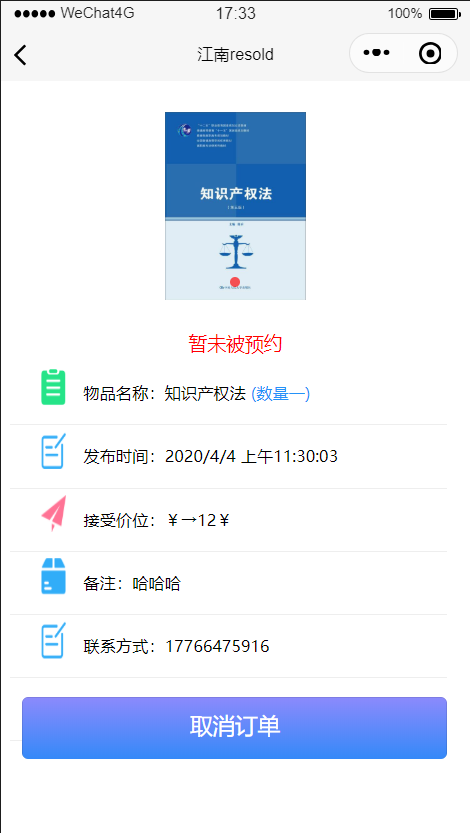 WeChat4G 17:33 100%
江南resold
知识产权法
暂未被预约
物品名称：知识产权法 (数量一)
发布时间：2020/4/4 上午11:30:03
接受价位：￥→12￥
备注：哈哈哈
联系方式：17766475916
取消订单